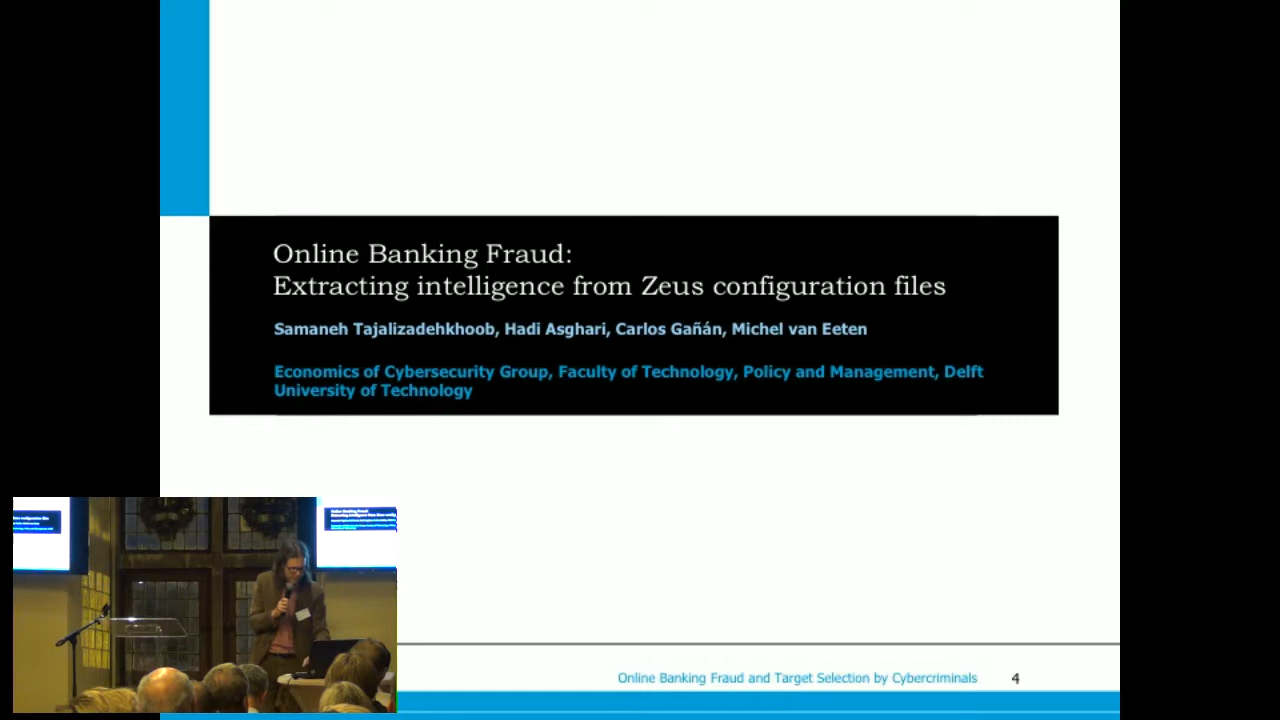 Online Banking Fraud:
Extracting intelligence from Zeus configuration files
Samaneh Tajalizadehkhoob, Hadi Asghari, Carlos Gañán, Michel van Eeten
Economics of Cybersecurity Group, Faculty of Technology, Policy and Management, Delft
University of Technology
Online Banking Fraud and Target Selection by Cybercriminals 4